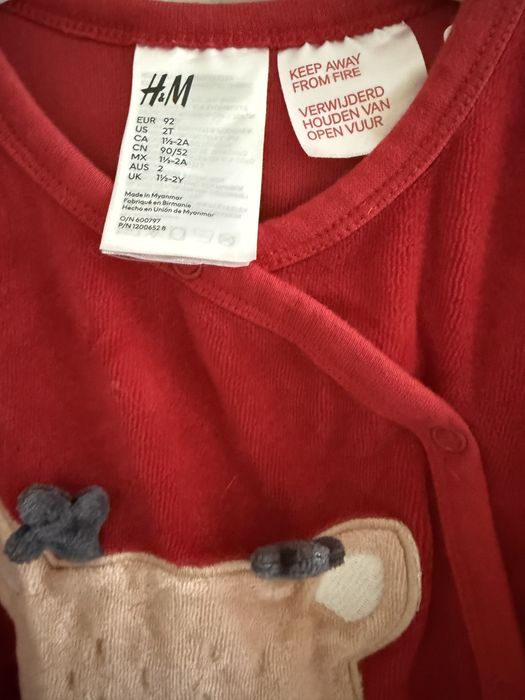 H&M
EUR 92
US 2T
CA 1½-2A
CN 90/52
MX 1½-2A
AUS 2
UK 1½-2Y
Made in Myanmar
Fabriqué en Birmanie
Hecho en Unión de Myanmar
O/N 600797
P/N 1200652 8
KEEP AWAY
FROM FIRE
VERWIJDERD
HOUDEN VAN
OPEN VUUR